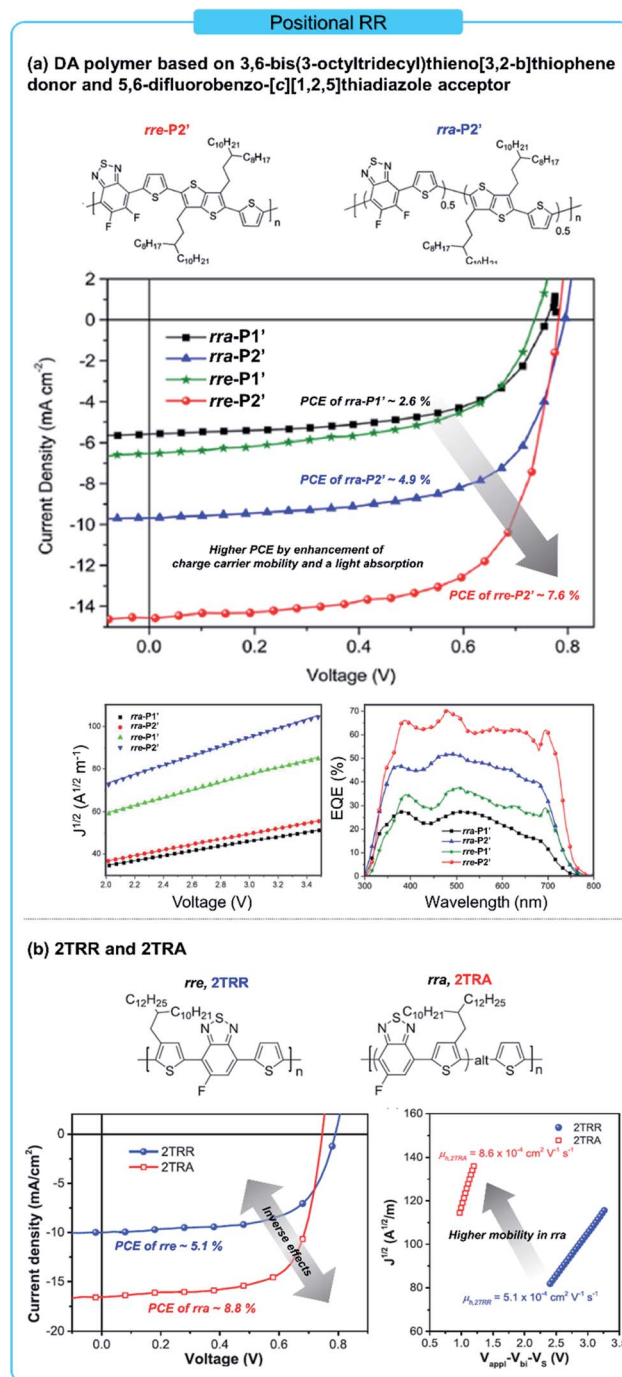 Positional RR
(a) DA polymer based on 3,6-bis(3-octyltridecyl)thieno[3,2-b]thiophene
donor and 5,6-difluorobenzo-[c][1,2,5]thiadiazole acceptor
rre-P2'
rra-P2'
C10H21
C8H17
S
N N
S
S
S
S
F F
n
C8H17
C10H21
C10H21
C8H17
S
N N
S
S
S
S
F F
0.5
0.5
n
C8H17
C10H21
2
0
-2
-4
-6
-8
-10
-12
-14
Current Density (mA cm-2)
rra-P1'
rra-P2'
rre-P1'
rre-P2'
PCE of rra-P1' ~ 2.6 %
PCE of rra-P2' ~ 4.9 %
Higher PCE by enhancement of
charge carrier mobility and a light absorption
PCE of rre-P2' ~ 7.6 %
0.0 0.2 0.4 0.6 0.8
Voltage (V)
J1/2 (A1/2 m-1)
100
80
60
40
rra-P1'
rra-P2'
rre-P1'
rre-P2'
2.0 2.5 3.0 3.5
Voltage (V)
EQE (%)
70
60
50
40
30
20
10
0
rra-P1'
rra-P2'
rre-P1'
rre-P2'
300 400 500 600 700 800
Wavelength (nm)
(b) 2TRR and 2TRA
rre, 2TRR
rra, 2TRA
C12H25
C10H21
S
N N
S
S
F
n
C12H25
C10H21
S
N N
S
alt
S
F
n
Current density (mA/cm2)
0
-5
-10
-15
-20
2TRR
2TRA
PCE of rre ~ 5.1 %
Inverse effects
PCE of rra ~ 8.8 %
0.0 0.2 0.4 0.6 0.8
Voltage (V)
J1/2 (A1/2/m)
160
140
120
100
80
60
2TRR
2TRA
μh,2TRA = 8.6 x 10-4 cm2 V-1 s-1
Higher mobility in rra
μh,2TRR = 5.1 x 10-4 cm2 V-1 s-1
0.5 1.0 1.5 2.0 2.5 3.0 3.5
Vappl-Vbi-VS (V)